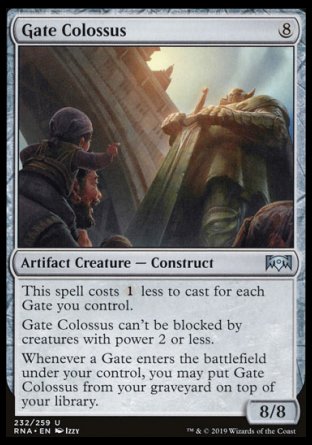 Gate Colossus 8
Artifact Creature — Construct
This spell costs 1 less to cast for each
Gate you control.
Gate Colossus can't be blocked by
creatures with power 2 or less.
Whenever a Gate enters the battlefield
under your control, you may put Gate
Colossus from your graveyard on top of
your library.
8/8
232/259 U
RNA • EN Izzy
™ & © 2019 Wizards of the Coast